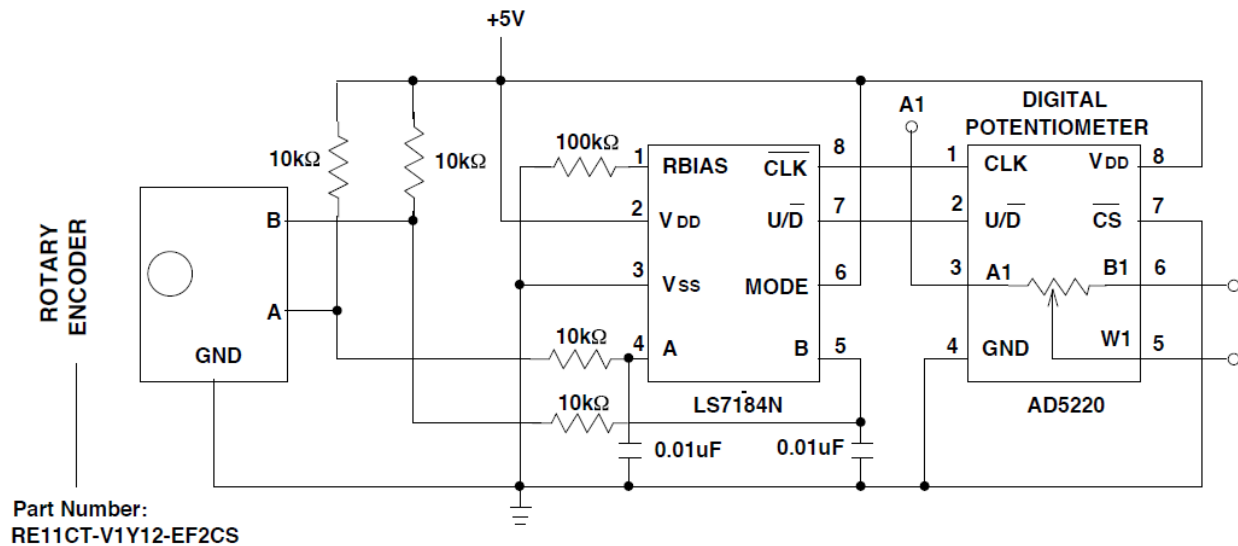 +5V
A1
DIGITAL
POTENTIOMETER
10kΩ
10kΩ
100kΩ
1
RBIAS
CLK
8
1
CLK
VDD
8
B
2
VDD
U/D
7
2
U/D
CS
7
ROTARY
ENCODER
3
VSS
MODE
6
3
A1
B1
6
A
GND
10kΩ
4
A
B
5
4
GND
W1
5
10kΩ
LS7184N
AD5220
0.01uF
0.01uF
Part Number:
RE11CT-V1Y12-EF2CS